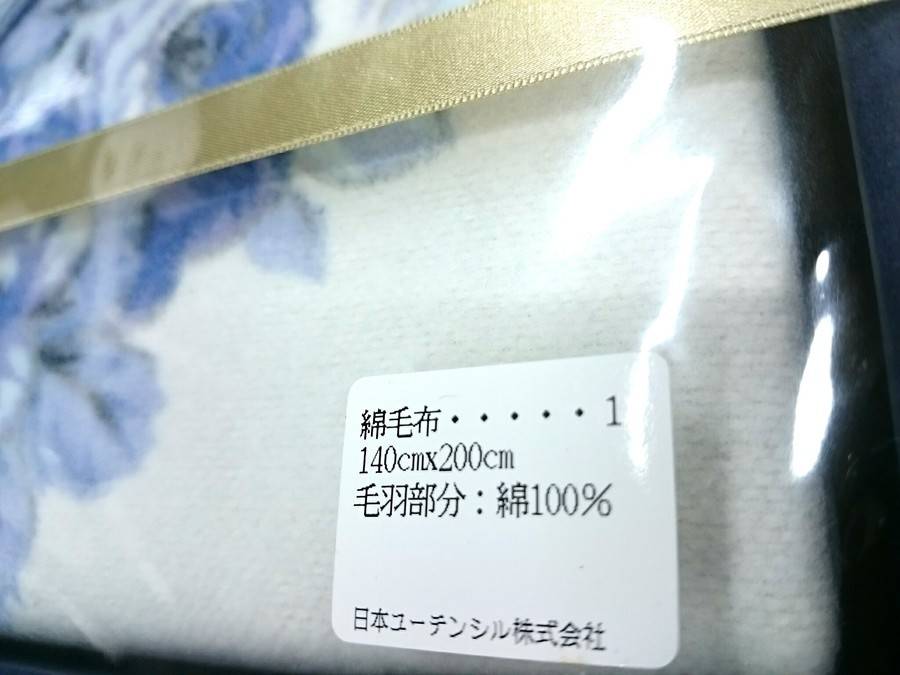 綿毛布・・・・・1
140cmx200cm
毛羽部分：綿100%
日本ユーテンシル株式会社